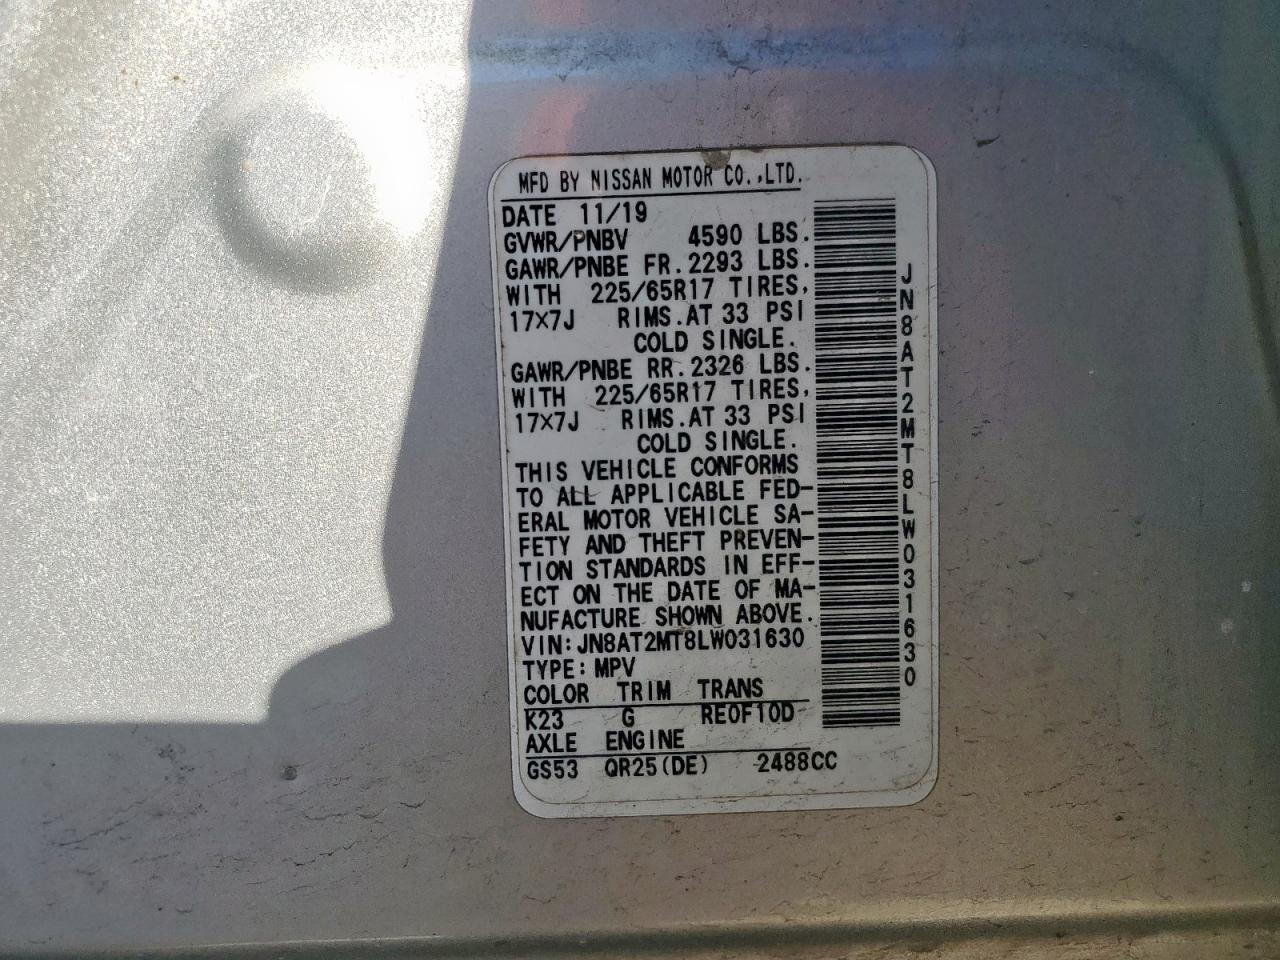 MFD BY NISSAN MOTOR CO.,LTD.
DATE 11/19
GVWR/PNBV 4590 LBS.
GAWR/PNBE FR. 2293 LBS.
WITH 225/65R17 TIRES,
17X7J RIMS. AT 33 PSI
COLD SINGLE.
GAWR/PNBE RR. 2326 LBS.
WITH 225/65R17 TIRES,
17X7J RIMS. AT 33 PSI
COLD SINGLE.
THIS VEHICLE CONFORMS
TO ALL APPLICABLE FED-
ERAL MOTOR VEHICLE SA-
FETY AND THEFT PREVEN-
TION STANDARDS IN EFF-
ECT ON THE DATE OF MA-
NUFACTURE SHOWN ABOVE.
VIN: JN8AT2MT8LW031630
TYPE: MPV
COLOR TRIM TRANS
K23 G RE0F10D
AXLE ENGINE
GS53 QR25(DE) 2488CC
JN8AT2MT8LW031630